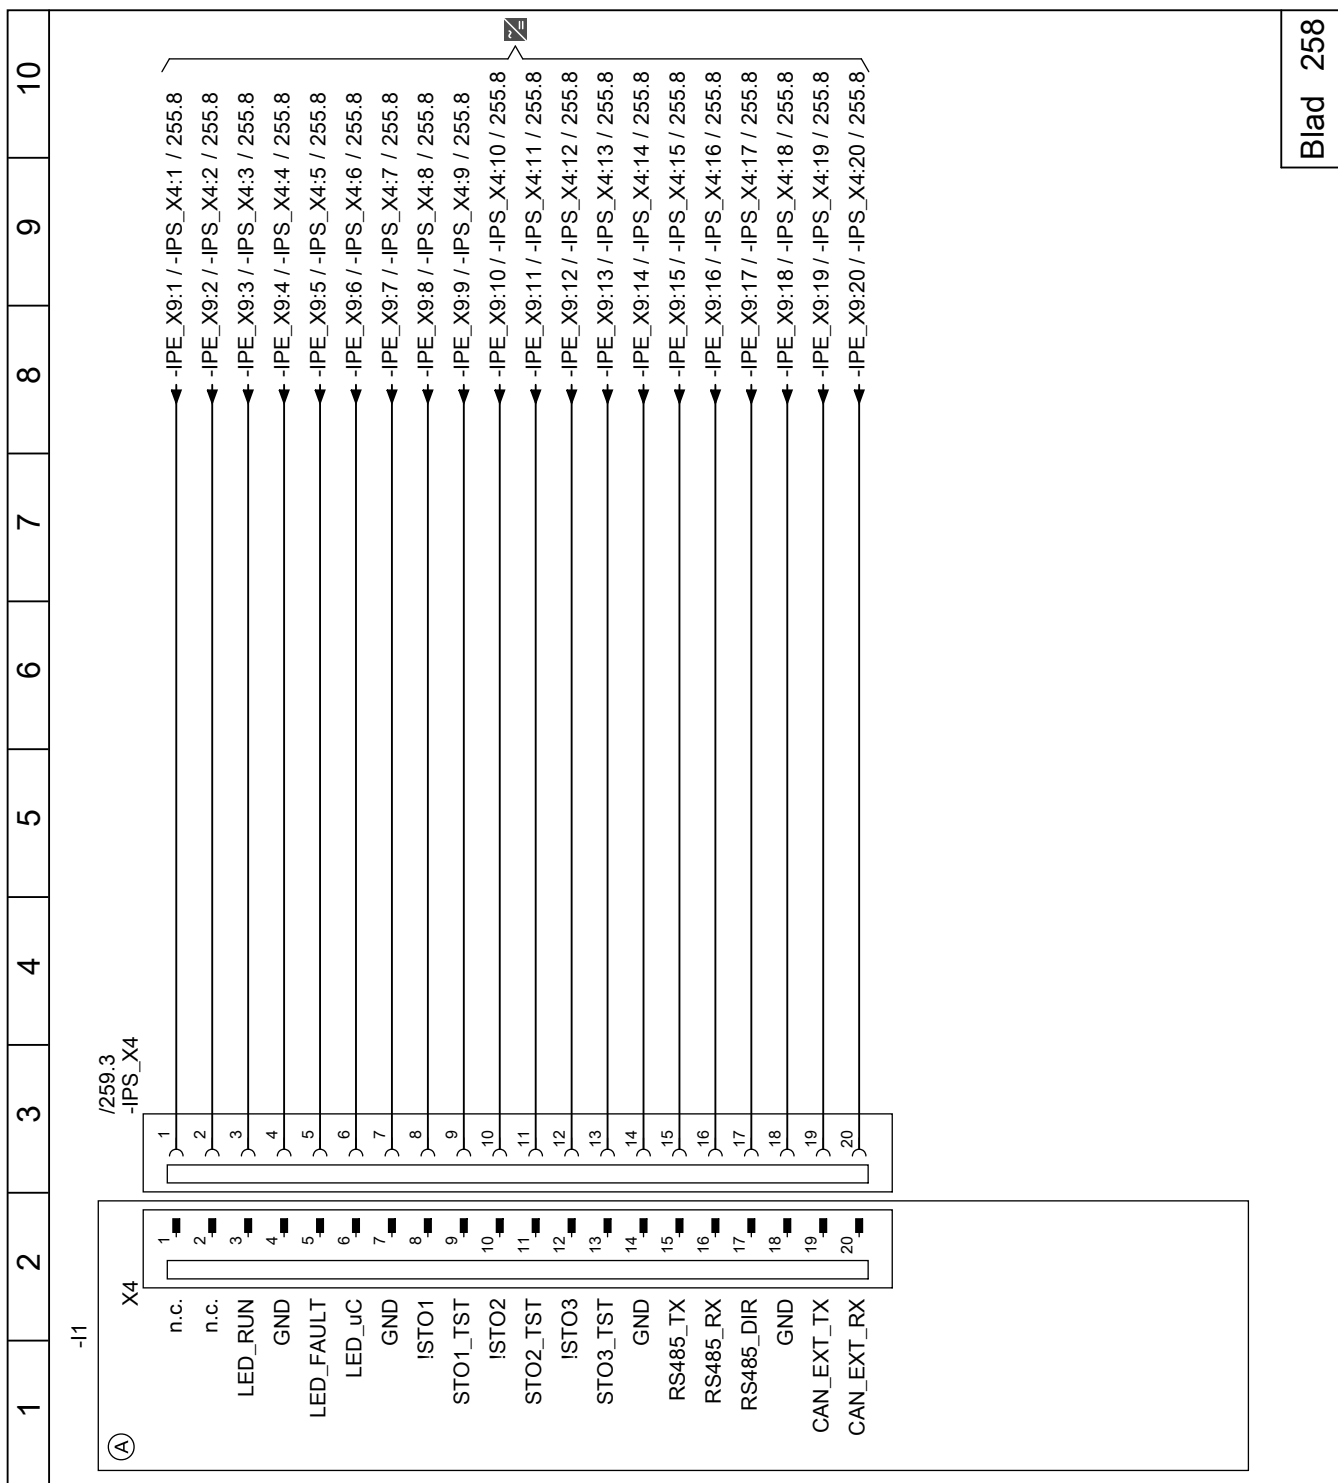 1 2 3 4 5 6 7 8 9 10
-I1
A
X4
/259.3
-IPS_X4
n.c. 1 1 -IPE_X9:1 / -IPS_X4:1 / 255.8
n.c. 2 2 -IPE_X9:2 / -IPS_X4:2 / 255.8
LED_RUN 3 3 -IPE_X9:3 / -IPS_X4:3 / 255.8
GND 4 4 -IPE_X9:4 / -IPS_X4:4 / 255.8
LED_FAULT 5 5 -IPE_X9:5 / -IPS_X4:5 / 255.8
LED_uC 6 6 -IPE_X9:6 / -IPS_X4:6 / 255.8
GND 7 7 -IPE_X9:7 / -IPS_X4:7 / 255.8
!STO1 8 8 -IPE_X9:8 / -IPS_X4:8 / 255.8
STO1_TST 9 9 -IPE_X9:9 / -IPS_X4:9 / 255.8
!STO2 10 10 -IPE_X9:10 / -IPS_X4:10 / 255.8
STO2_TST 11 11 -IPE_X9:11 / -IPS_X4:11 / 255.8
!STO3 12 12 -IPE_X9:12 / -IPS_X4:12 / 255.8
STO3_TST 13 13 -IPE_X9:13 / -IPS_X4:13 / 255.8
GND 14 14 -IPE_X9:14 / -IPS_X4:14 / 255.8
RS485_TX 15 15 -IPE_X9:15 / -IPS_X4:15 / 255.8
RS485_RX 16 16 -IPE_X9:16 / -IPS_X4:16 / 255.8
RS485_DIR 17 17 -IPE_X9:17 / -IPS_X4:17 / 255.8
GND 18 18 -IPE_X9:18 / -IPS_X4:18 / 255.8
CAN_EXT_TX 19 19 -IPE_X9:19 / -IPS_X4:19 / 255.8
CAN_EXT_RX 20 20 -IPE_X9:20 / -IPS_X4:20 / 255.8
Blad 258